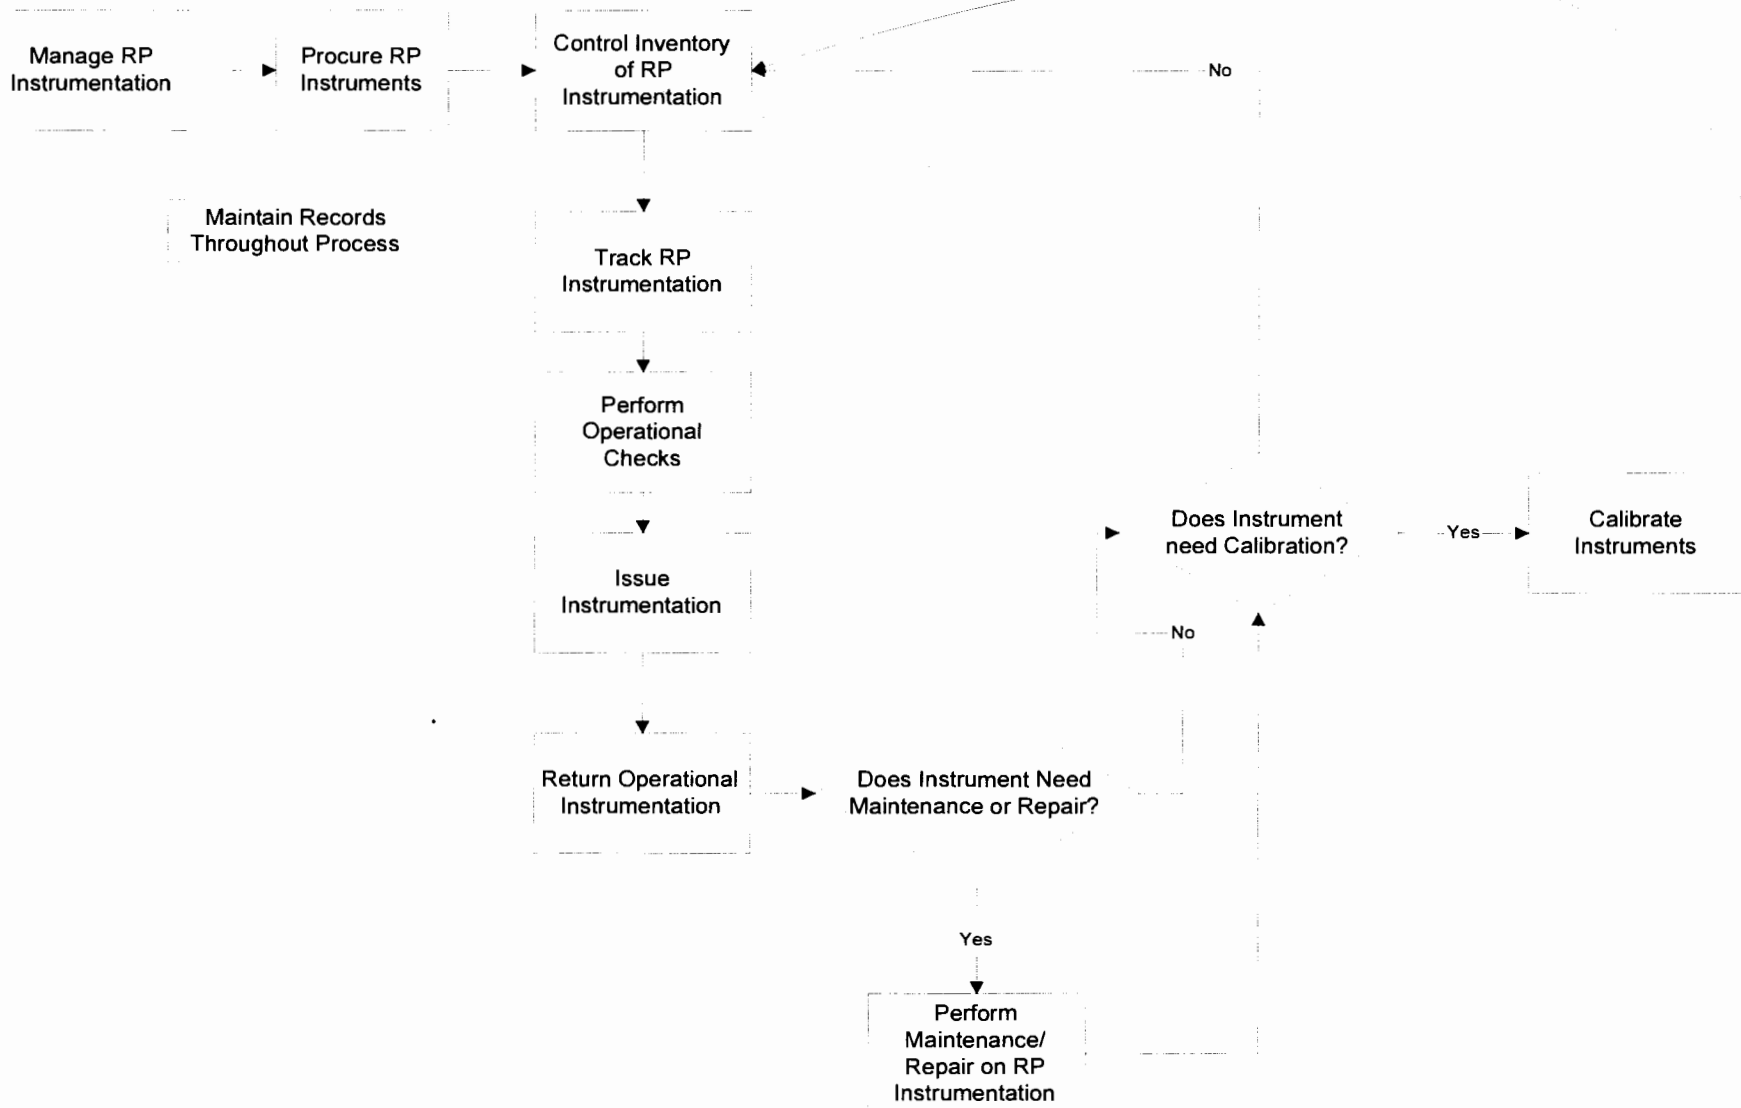 Manage RP
Instrumentation
Procure RP
Instruments
Control Inventory
of RP
Instrumentation
No
Maintain Records
Throughout Process
Track RP
Instrumentation
Perform
Operational
Checks
Does Instrument
need Calibration?
Yes
Calibrate
Instruments
Issue
Instrumentation
No
Return Operational
Instrumentation
Does Instrument Need
Maintenance or Repair?
Yes
Perform
Maintenance/
Repair on RP
Instrumentation